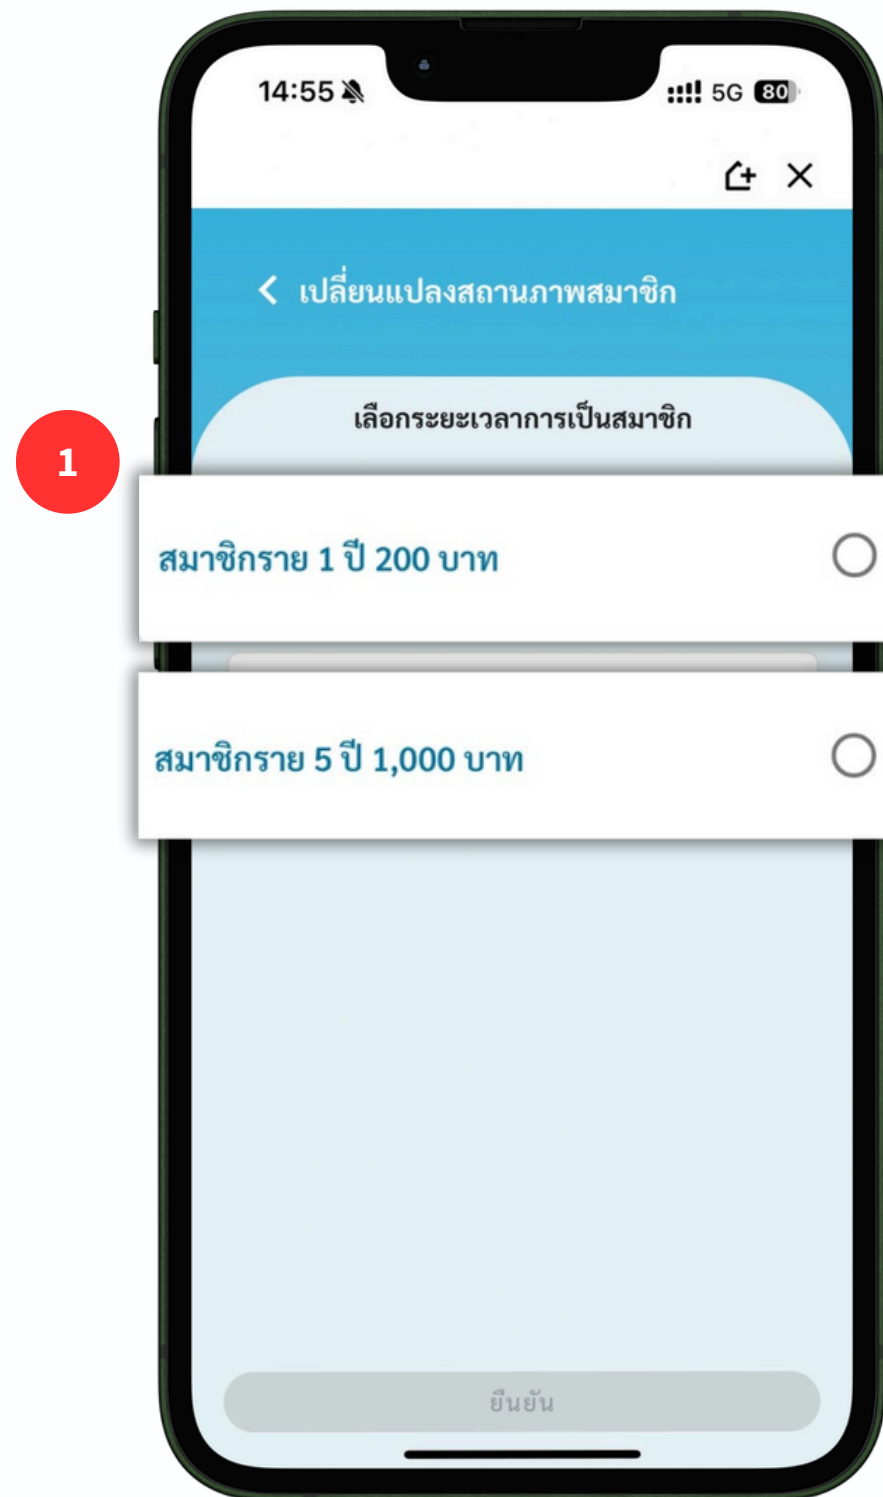 14:55
5G 80
เปลี่ยนแปลงสถานภาพสมาชิก
เลือกระยะเวลาการเป็นสมาชิก
1
สมาชิกราย 1 ปี 200 บาท
สมาชิกราย 5 ปี 1,000 บาท
ยืนยัน